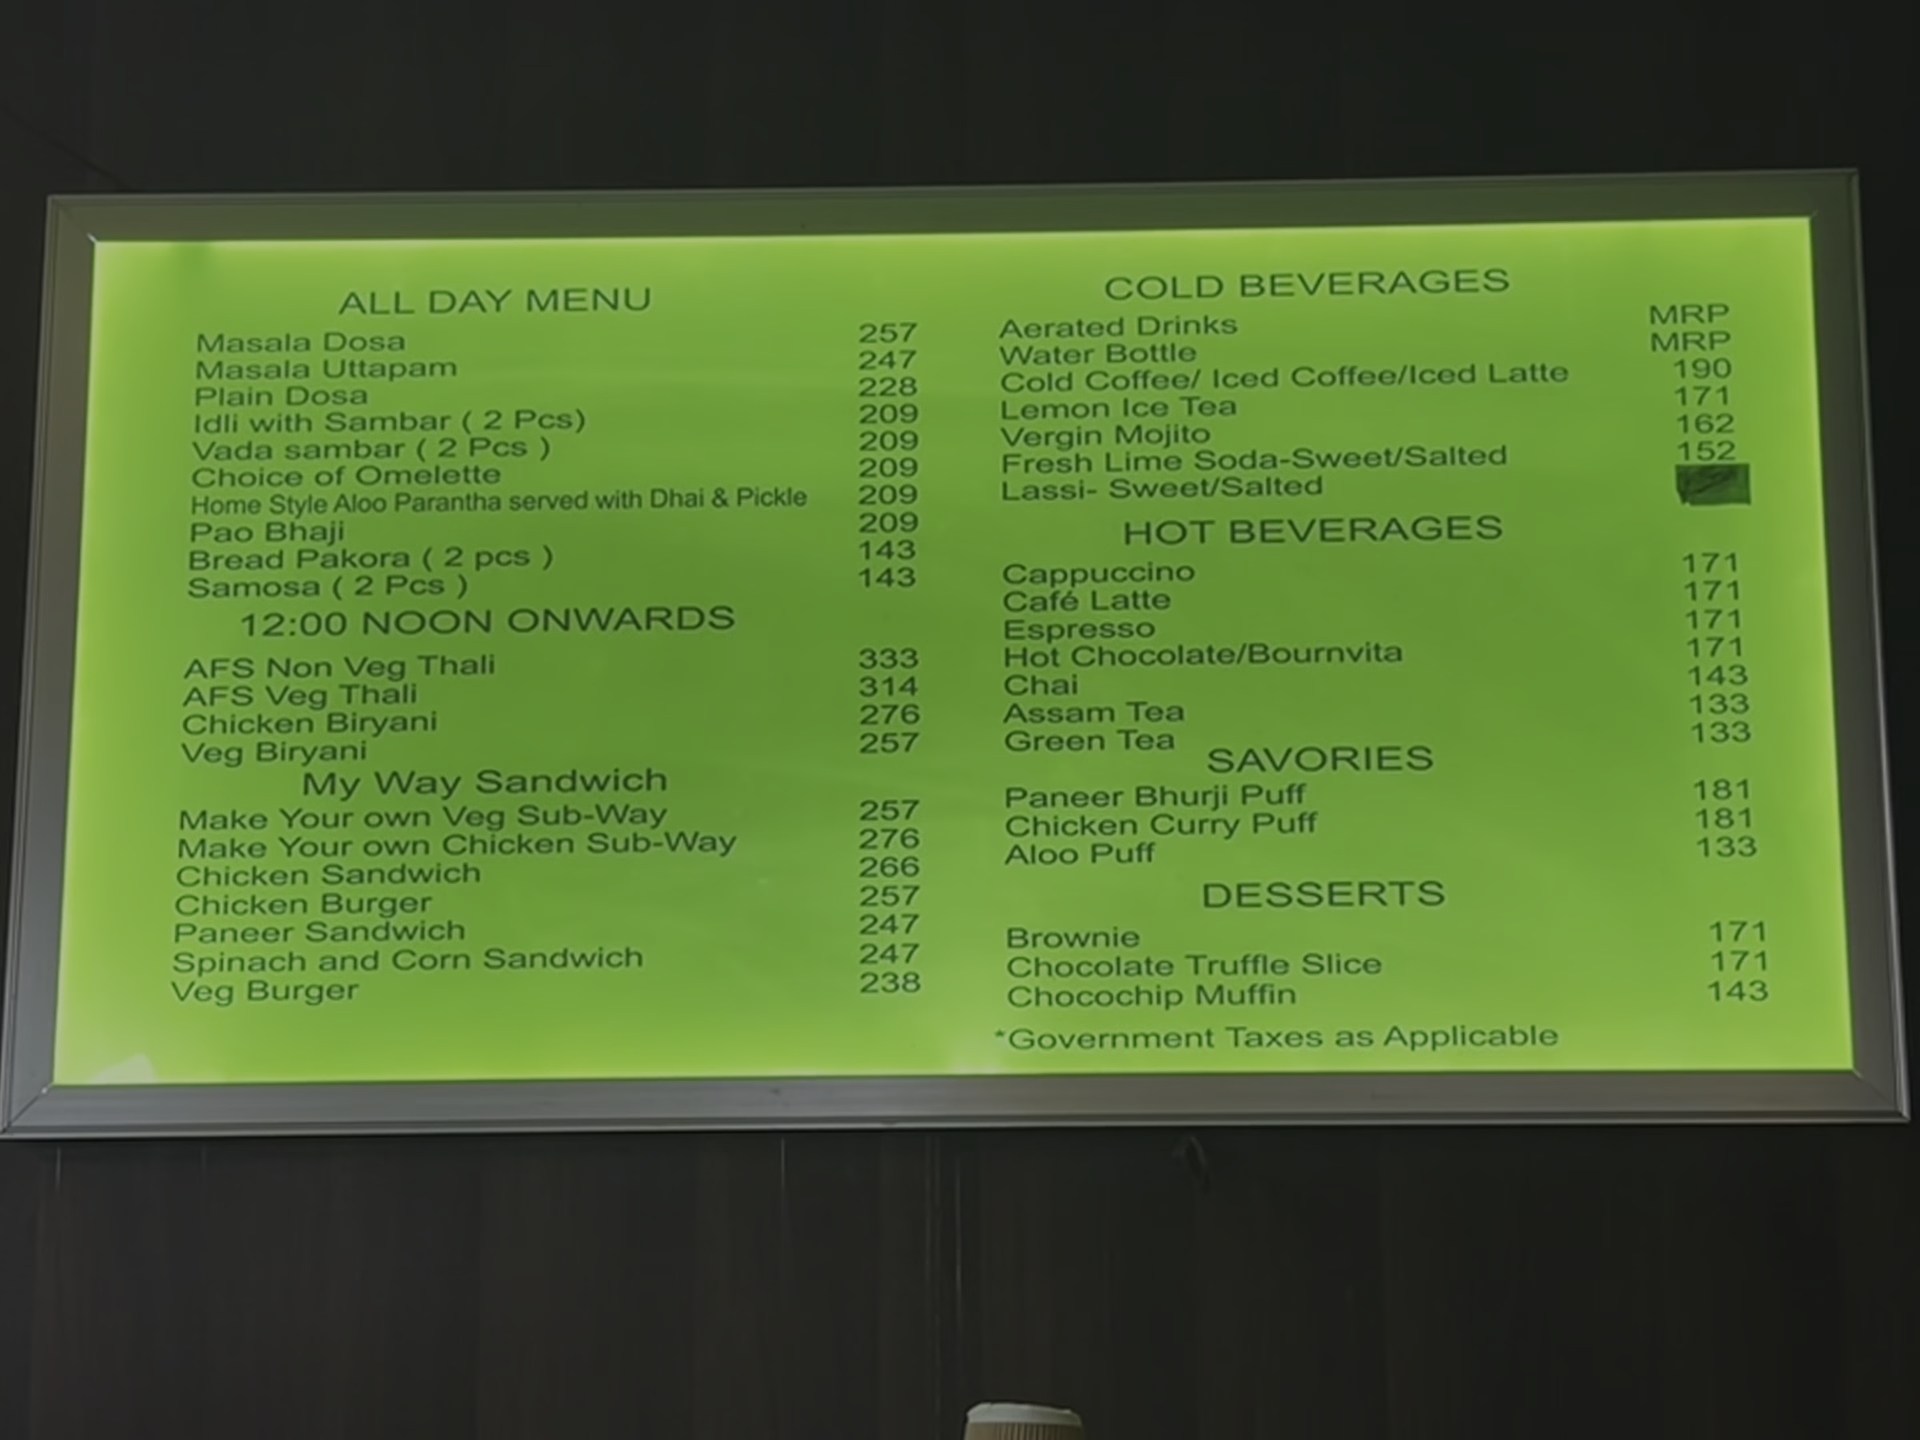 ALL DAY MENU
Masala Dosa 257
Masala Uttapam 247
Plain Dosa 228
Idli with Sambar ( 2 Pcs) 209
Vada sambar ( 2 Pcs ) 209
Choice of Omelette 209
Home Style Aloo Parantha served with Dhai & Pickle 209
Pao Bhaji 209
Bread Pakora ( 2 pcs ) 143
Samosa ( 2 Pcs ) 143
12:00 NOON ONWARDS
AFS Non Veg Thali 333
AFS Veg Thali 314
Chicken Biryani 276
Veg Biryani 257
My Way Sandwich
Make Your own Veg Sub-Way 257
Make Your own Chicken Sub-Way 276
Chicken Sandwich 266
Chicken Burger 257
Paneer Sandwich 247
Spinach and Corn Sandwich 247
Veg Burger 238
COLD BEVERAGES
Aerated Drinks MRP
Water Bottle MRP
Cold Coffee/ Iced Coffee/Iced Latte 190
Lemon Ice Tea 171
Vergin Mojito 162
Fresh Lime Soda-Sweet/Salted 152
Lassi- Sweet/Salted
HOT BEVERAGES
Cappuccino 171
Café Latte 171
Espresso 171
Hot Chocolate/Bournvita 171
Chai 143
Assam Tea 133
Green Tea 133
SAVORIES
Paneer Bhurji Puff 181
Chicken Curry Puff 181
Aloo Puff 133
DESSERTS
Brownie 171
Chocolate Truffle Slice 171
Chocochip Muffin 143
*Government Taxes as Applicable